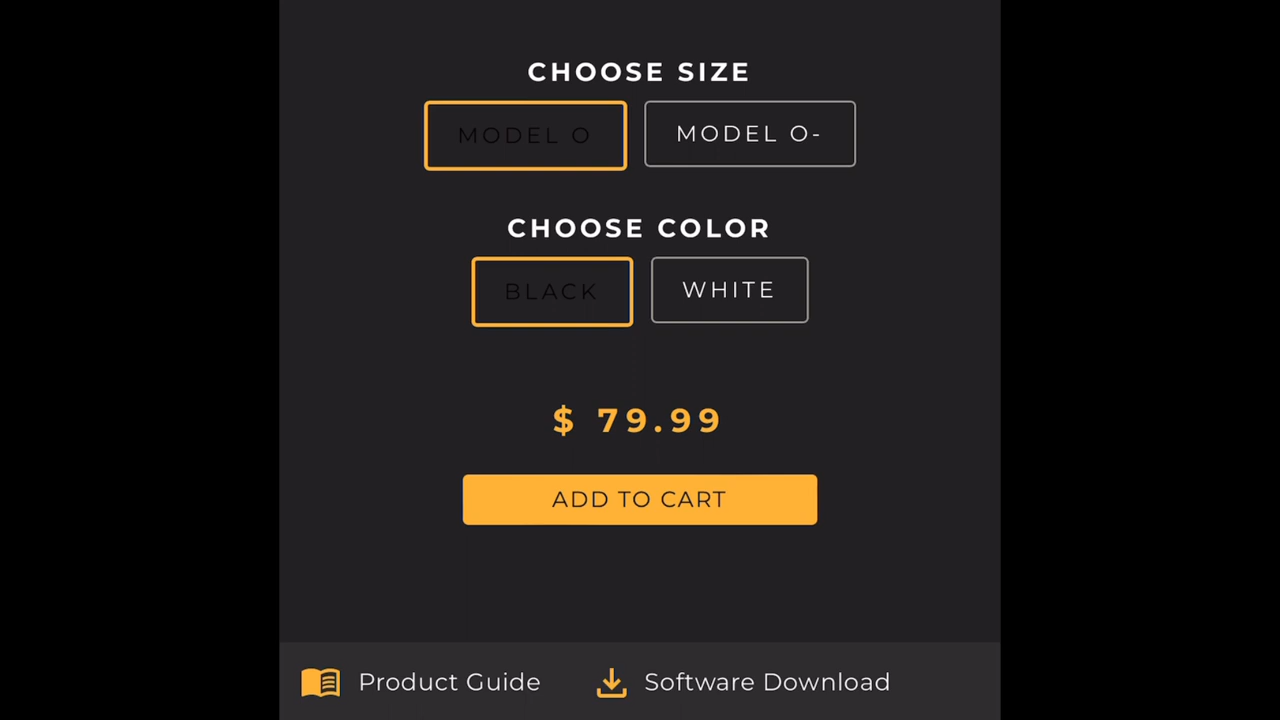 CHOOSE SIZE
MODEL O MODEL O-
CHOOSE COLOR
BLACK WHITE
$ 79.99
ADD TO CART
Product Guide Software Download